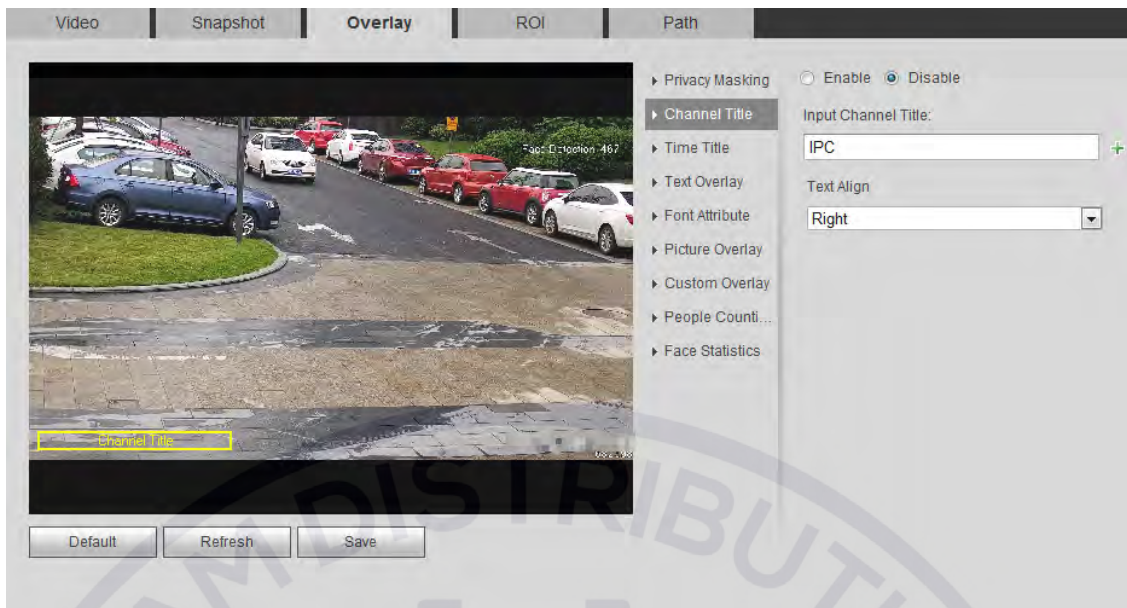 Video Snapshot Overlay ROI Path
Privacy Masking
Channel Title
Time Title
Text Overlay
Font Attribute
Picture Overlay
Custom Overlay
People Counti...
Face Statistics
Enable Disable
Input Channel Title:
IPC
Text Align
Right
Face Detection 467
Channel Title
Default Refresh Save
DISTRIBUT